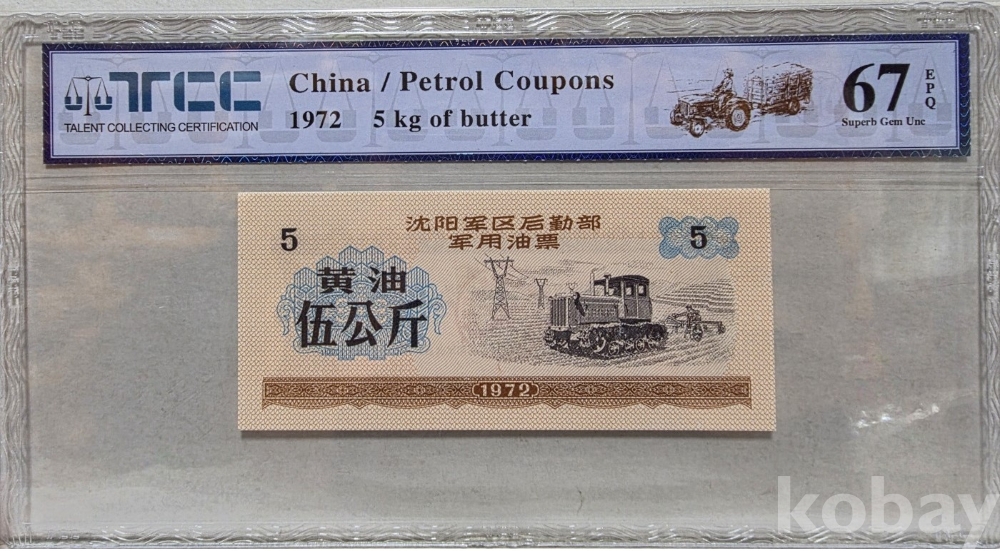 TCC
TALENT COLLECTING CERTIFICATION
China / Petrol Coupons
1972 5 kg of butter
67
EPQ
Superb Gem Unc
沈阳军区后勤部
军用油票
5
5
黄油
伍公斤
1972
kobay